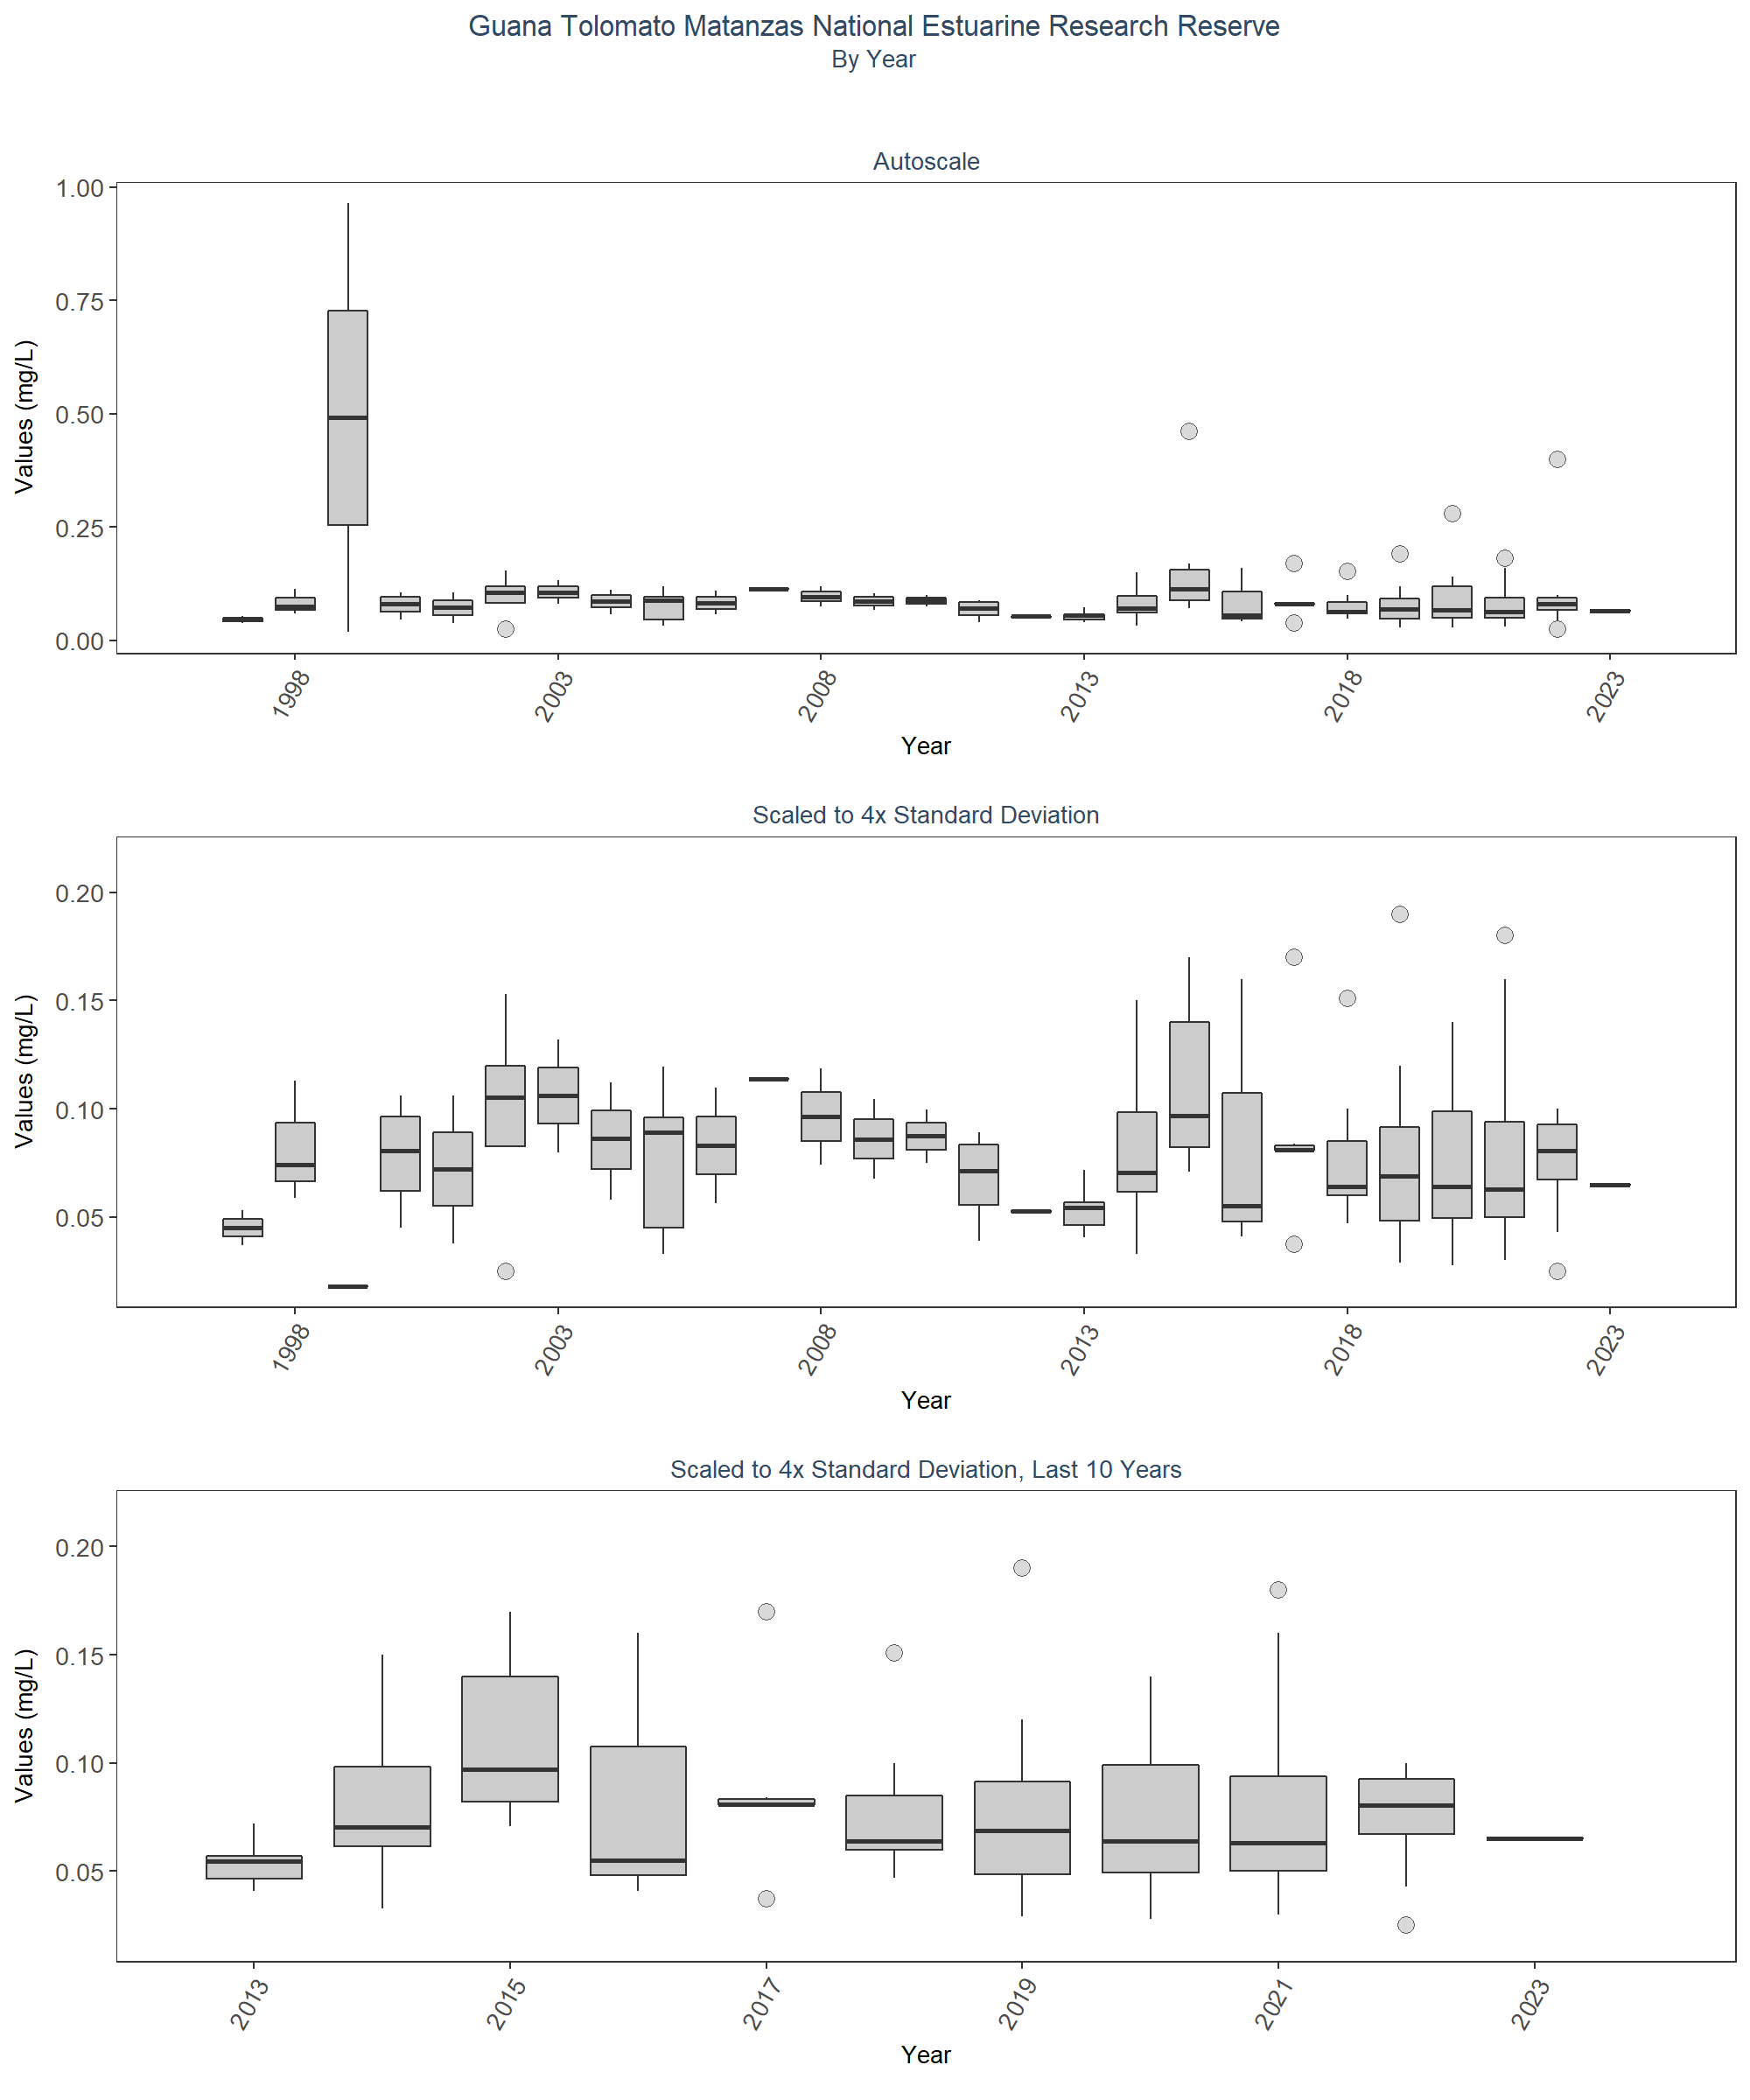 Guana Tolomato Matanzas National Estuarine Research Reserve
By Year
Autoscale
Values (mg/L)
1.00
0.75
0.50
0.25
0.00
1998 2003 2008 2013 2018 2023
Year
Scaled to 4x Standard Deviation
Values (mg/L)
0.20
0.15
0.10
0.05
1998 2003 2008 2013 2018 2023
Year
Scaled to 4x Standard Deviation, Last 10 Years
Values (mg/L)
0.20
0.15
0.10
0.05
2013 2015 2017 2019 2021 2023
Year